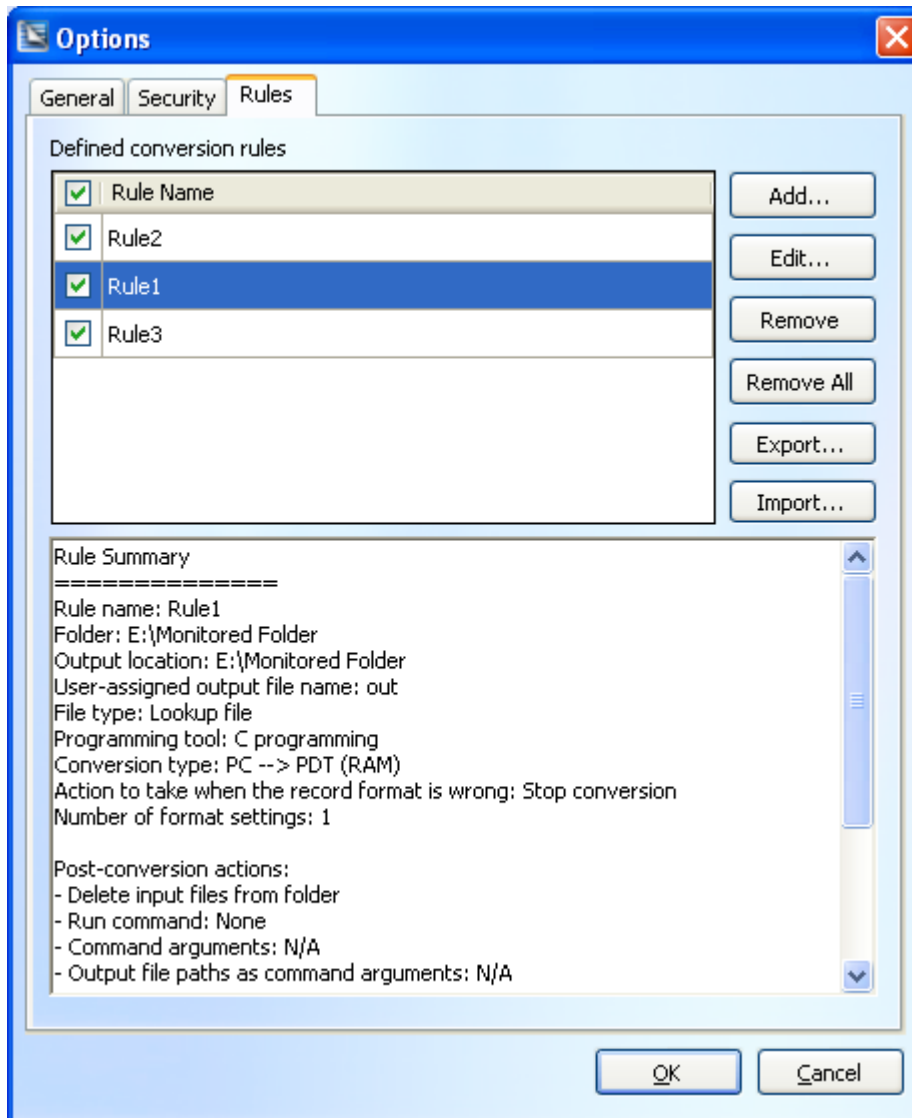 Options
General Security Rules
Defined conversion rules
Rule Name
Rule2
Rule1
Rule3
Add...
Edit...
Remove
Remove All
Export...
Import...
Rule Summary
==============
Rule name: Rule1
Folder: E:\Monitored Folder
Output location: E:\Monitored Folder
User-assigned output file name: out
File type: Lookup file
Programming tool: C programming
Conversion type: PC --> PDT (RAM)
Action to take when the record format is wrong: Stop conversion
Number of format settings: 1
Post-conversion actions:
- Delete input files from folder
- Run command: None
- Command arguments: N/A
- Output file paths as command arguments: N/A
OK Cancel